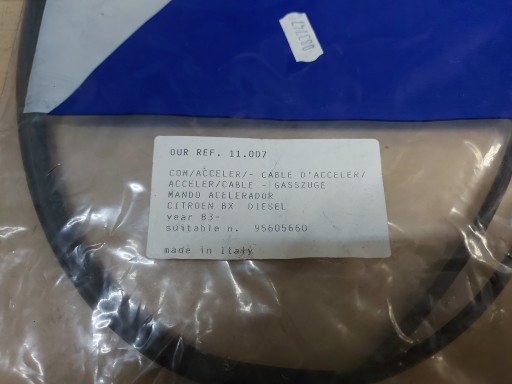 OUR REF. 11.007
COM/ACCELER/- CABLE D'ACCELER/
ACCELER/CABLE - GASSZUGE
MANDO ACELERADOR
CITROEN BX DIESEL
year 83-
suitable n. 95605660
made in italy